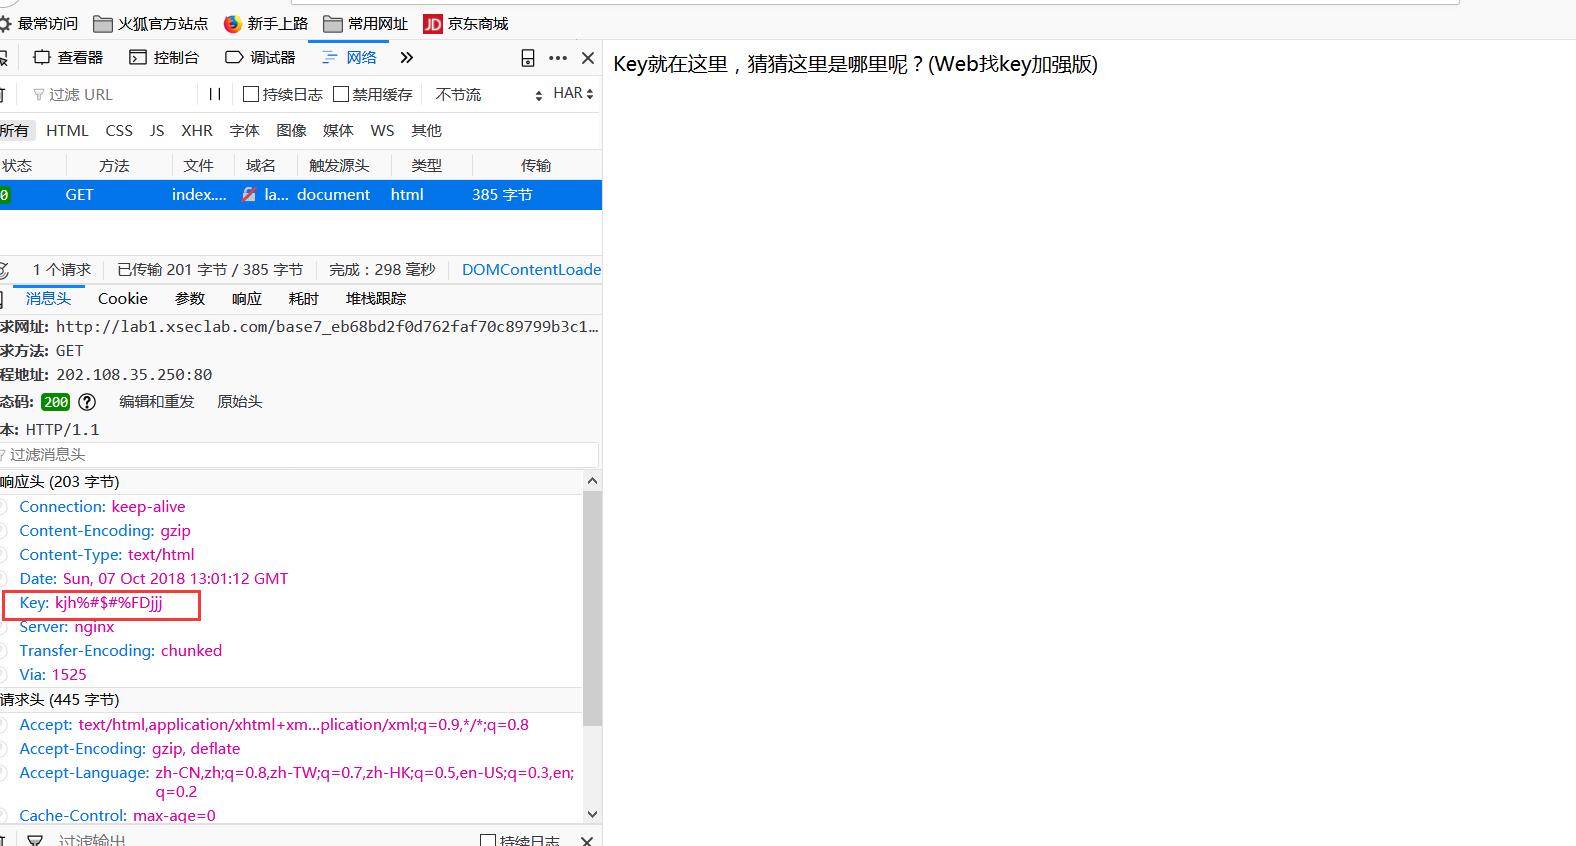 最常访问 火狐官方站点 新手上路 常用网址 JD 京东商城
查看器 控制台 调试器 网络
过滤 URL 持续日志 禁用缓存 不节流 HAR
所有 HTML CSS JS XHR 字体 图像 媒体 WS 其他
状态 方法 文件 域名 触发源头 类型 传输
0 GET index.... la... document html 385 字节
1 个请求 已传输 201 字节 / 385 字节 完成：298 毫秒 DOMContentLoade
消息头 Cookie 参数 响应 耗时 堆栈跟踪
求网址: http://lab1.xseclab.com/base7_eb68bd2f0d762faf70c89799b3c1...
求方法: GET
程地址: 202.108.35.250:80
态码: 200 ? 编辑和重发 原始头
本: HTTP/1.1
过滤消息头
响应头 (203 字节)
Connection: keep-alive
Content-Encoding: gzip
Content-Type: text/html
Date: Sun, 07 Oct 2018 13:01:12 GMT
Key: kjh%#$#%FDjjj
Server: nginx
Transfer-Encoding: chunked
Via: 1525
请求头 (445 字节)
Accept: text/html,application/xhtml+xm...plication/xml;q=0.9,*/*;q=0.8
Accept-Encoding: gzip, deflate
Accept-Language: zh-CN,zh;q=0.8,zh-TW;q=0.7,zh-HK;q=0.5,en-US;q=0.3,en;
q=0.2
Cache-Control: max-age=0
过滤输出 持续日志
Key就在这里，猜猜这里是哪里呢？(Web找key加强版)